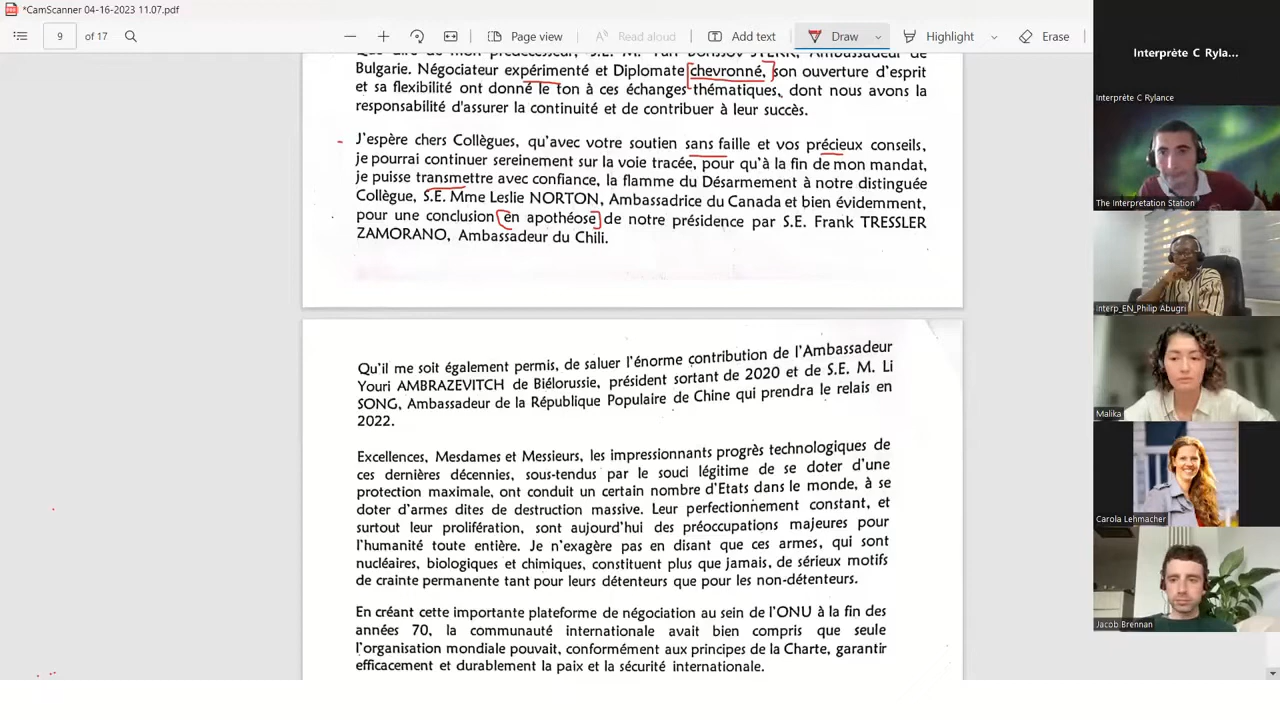 *CamScanner 04-16-2023 11.07.pdf
9 of 17
Page view
Read aloud
Add text
Draw
Highlight
Erase
Bulgarie. Négociateur expérimenté et Diplomate chevronné, son ouverture d'esprit
et sa flexibilité ont donné le ton à ces échanges thématiques, dont nous avons la
responsabilité d'assurer la continuité et de contribuer à leur succès.
J'espère chers Collègues, qu'avec votre soutien sans faille et vos précieux conseils,
je pourrai continuer sereinement sur la voie tracée, pour qu'à la fin de mon mandat,
je puisse transmettre avec confiance, la flamme du Désarmement à notre distinguée
Collègue, S.E. Mme Leslie NORTON, Ambassadrice du Canada et bien évidemment,
pour une conclusion en apothéose de notre présidence par S.E. Frank TRESSLER
ZAMORANO, Ambassadeur du Chili.
Qu'il me soit également permis, de saluer l'énorme contribution de l'Ambassadeur
Youri AMBRAZEVITCH de Biélorussie, président sortant de 2020 et de S.E. M. Li
SONG, Ambassadeur de la République Populaire de Chine qui prendra le relais en
2022.
Excellences, Mesdames et Messieurs, les impressionnants progrès technologiques de
ces dernières décennies, sous-tendus par le souci légitime de se doter d'une
protection maximale, ont conduit un certain nombre d'Etats dans le monde, à se
doter d'armes dites de destruction massive. Leur perfectionnement constant, et
surtout leur prolifération, sont aujourd'hui des préoccupations majeures pour
l'humanité toute entière. Je n'exagère pas en disant que ces armes, qui sont
nucléaires, biologiques et chimiques, constituent plus que jamais, de sérieux motifs
de crainte permanente tant pour leurs détenteurs que pour les non-détenteurs.
En créant cette importante plateforme de négociation au sein de l'ONU à la fin des
années 70, la communauté internationale avait bien compris que seule
l'organisation mondiale pouvait, conformément aux principes de la Charte, garantir
efficacement et durablement la paix et la sécurité internationale.
Interprète C Ryla...
Interprète C Rylance
The Interpretation Station
Interp_EN_Philip Abugri
Malika
Carola Lehmacher
Jacob Brennan